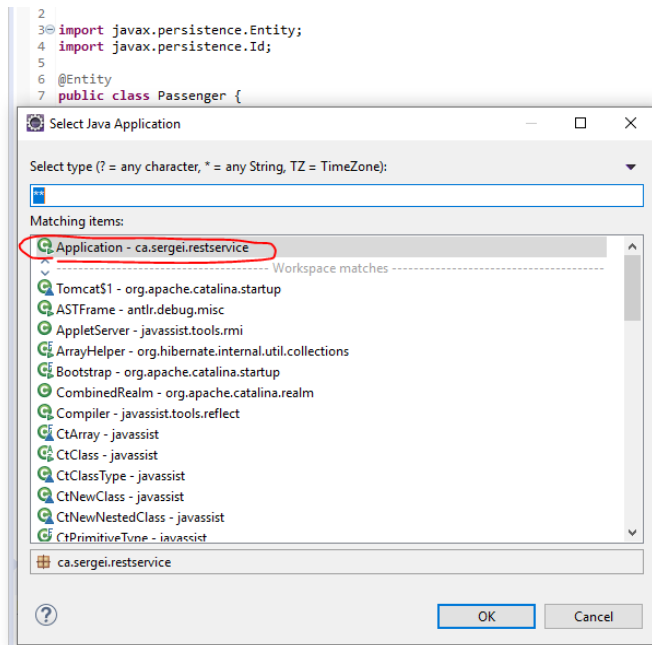 2
3 import javax.persistence.Entity;
4 import javax.persistence.Id;
5
6 @Entity
7 public class Passenger {
Select Java Application
Select type (? = any character, * = any String, TZ = TimeZone):
**
Matching items:
Application - ca.sergei.restservice
Workspace matches
Tomcat$1 - org.apache.catalina.startup
ASTFrame - antlr.debug.misc
AppletServer - javassist.tools.rmi
ArrayHelper - org.hibernate.internal.util.collections
Bootstrap - org.apache.catalina.startup
CombinedRealm - org.apache.catalina.realm
Compiler - javassist.tools.reflect
CtArray - javassist
CtClass - javassist
CtClassType - javassist
CtNewClass - javassist
CtNewNestedClass - javassist
CtPrimitiveType - javassist
ca.sergei.restservice
OK Cancel